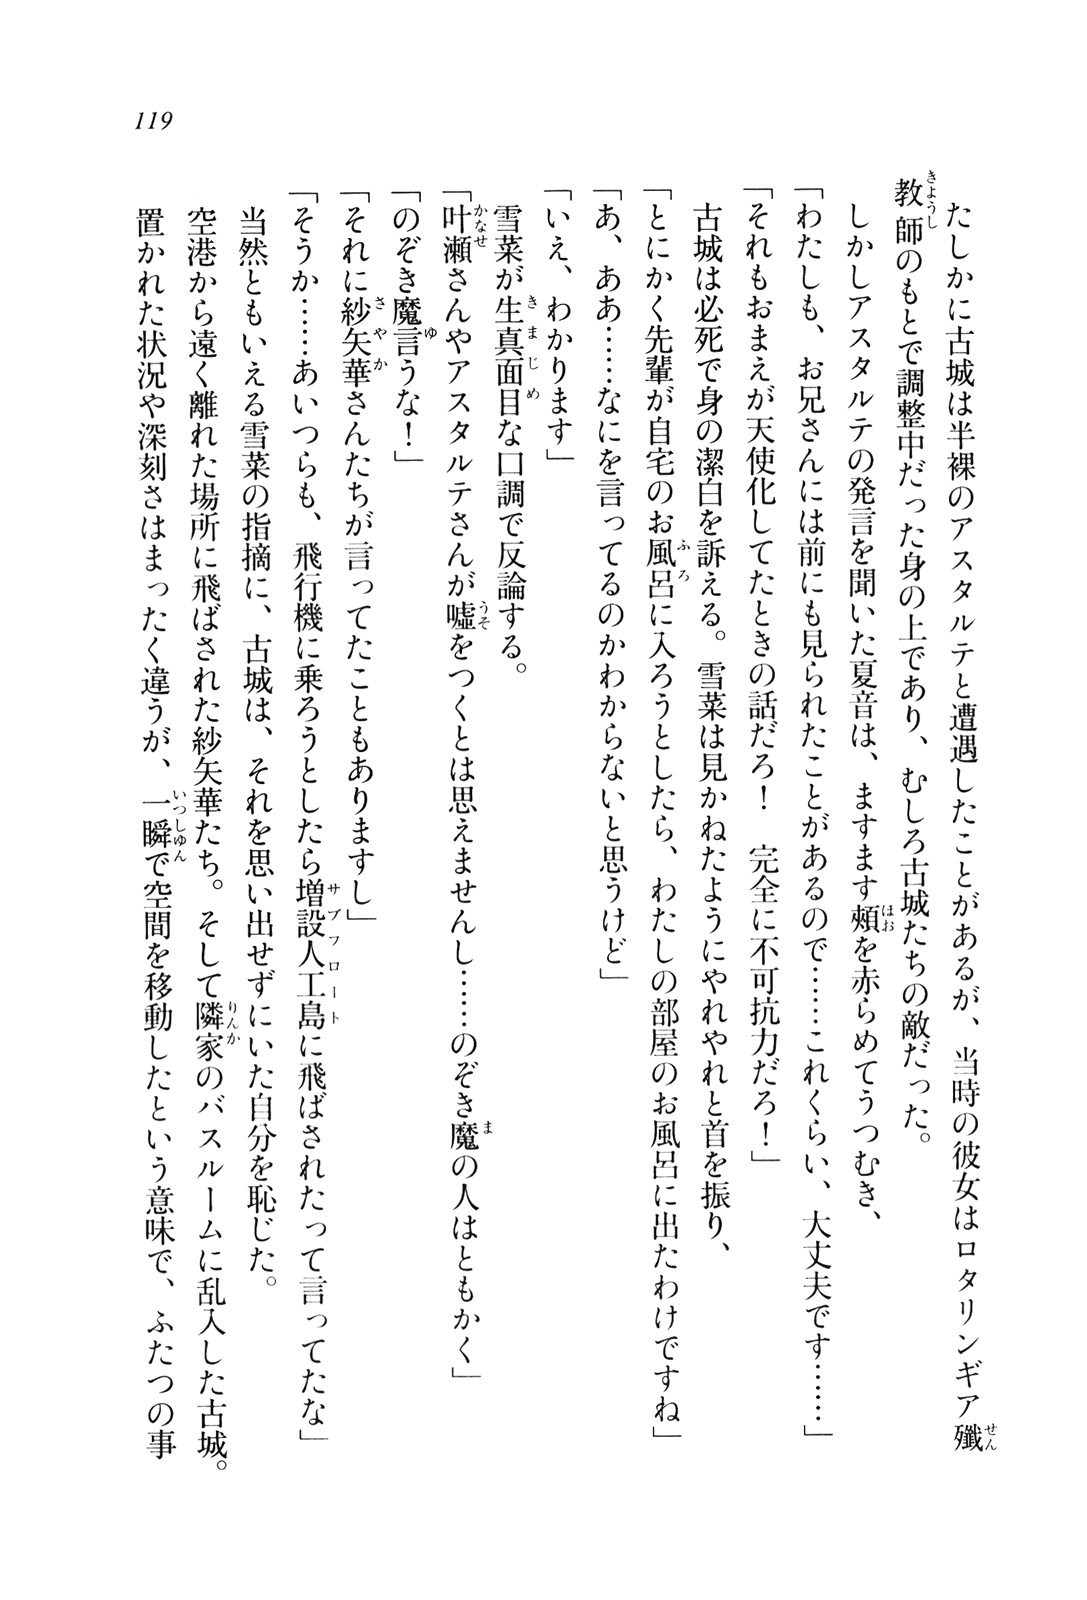 119
たしかに古城は半裸のアスタルテと遭遇したことがあるが、当時の彼女はロタリンギア殲
教師のもとで調整中だった身の上であり、むしろ古城たちの敵だった。
しかしアスタルテの発言を聞いた夏音は、ますます頰を赤らめてうつむき、
「わたしも、お兄さんには前にも見られたことがあるので……これくらい、大丈夫です……」
「それもおまえが天使化してたときの話だろ！　完全に不可抗力だろ！」
古城は必死で身の潔白を訴える。雪菜は見かねたようにやれやれと首を振り、
「とにかく先輩が自宅のお風呂に入ろうとしたら、わたしの部屋のお風呂に出たわけですね」
「あ、ああ……なにを言ってるのかわからないと思うけど」
「いえ、わかります」
雪菜が生真面目な口調で反論する。
「叶瀬さんやアスタルテさんが嘘をつくとは思えませんし……のぞき魔の人はともかく」
「のぞき魔言うな！」
「それに紗矢華さんたちが言ってたこともありますし」
「そうか……あいつらも、飛行機に乗ろうとしたら増設人工島に飛ばされたって言ってたな」
当然ともいえる雪菜の指摘に、古城は、それを思い出せずにいた自分を恥じた。
空港から遠く離れた場所に飛ばされた紗矢華たち。そして隣家のバスルームに乱入した古城。
置かれた状況や深刻さはまったく違うが、一瞬で空間を移動したという意味で、ふたつの事